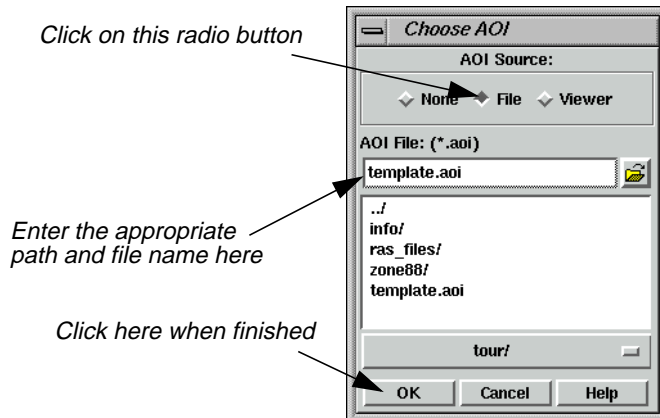 Click on this radio button
Choose AOI
AOI Source:
None File Viewer
AOI File: (*.aoi)
template.aoi
Enter the appropriate
path and file name here
../
info/
ras_files/
zone88/
template.aoi
Click here when finished
tour/
OK Cancel Help